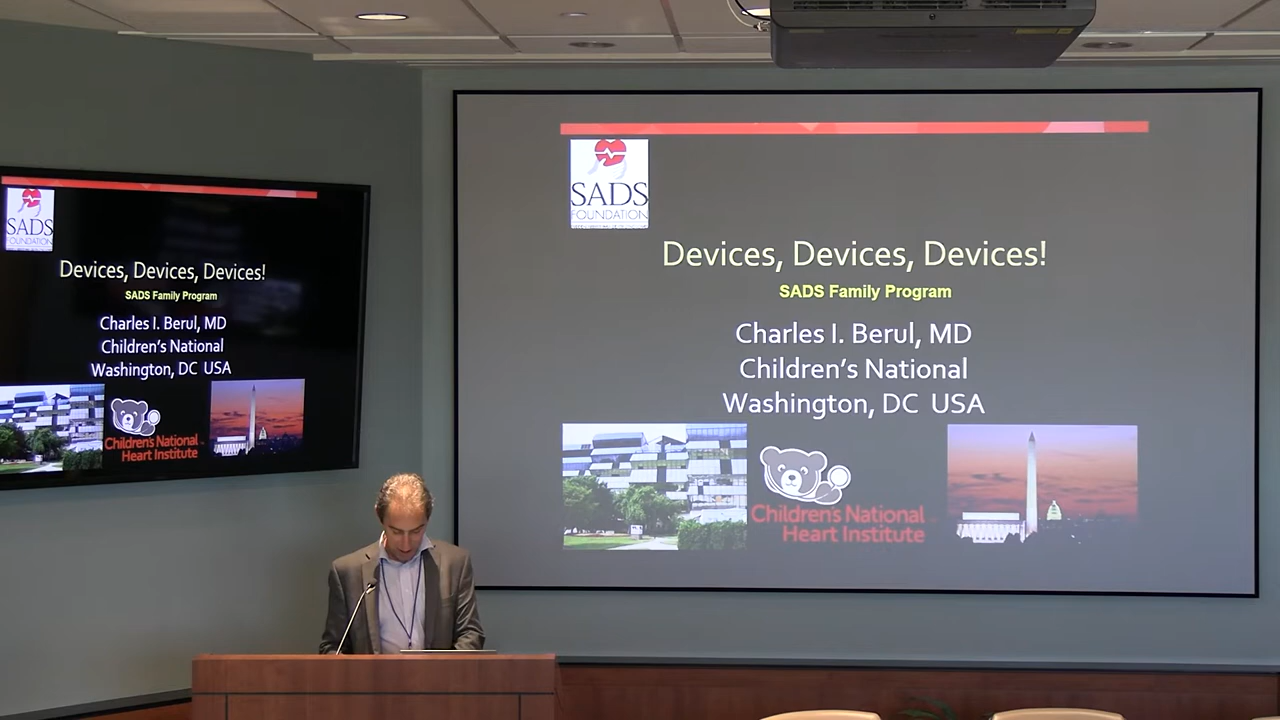 SADS
FOUNDATION
Devices, Devices, Devices!
SADS Family Program
Charles I. Berul, MD
Children's National
Washington, DC USA
Children's National
Heart Institute
SADS
FOUNDATION
Devices, Devices, Devices!
SADS Family Program
Charles I. Berul, MD
Children's National
Washington, DC USA
Children's National
Heart Institute